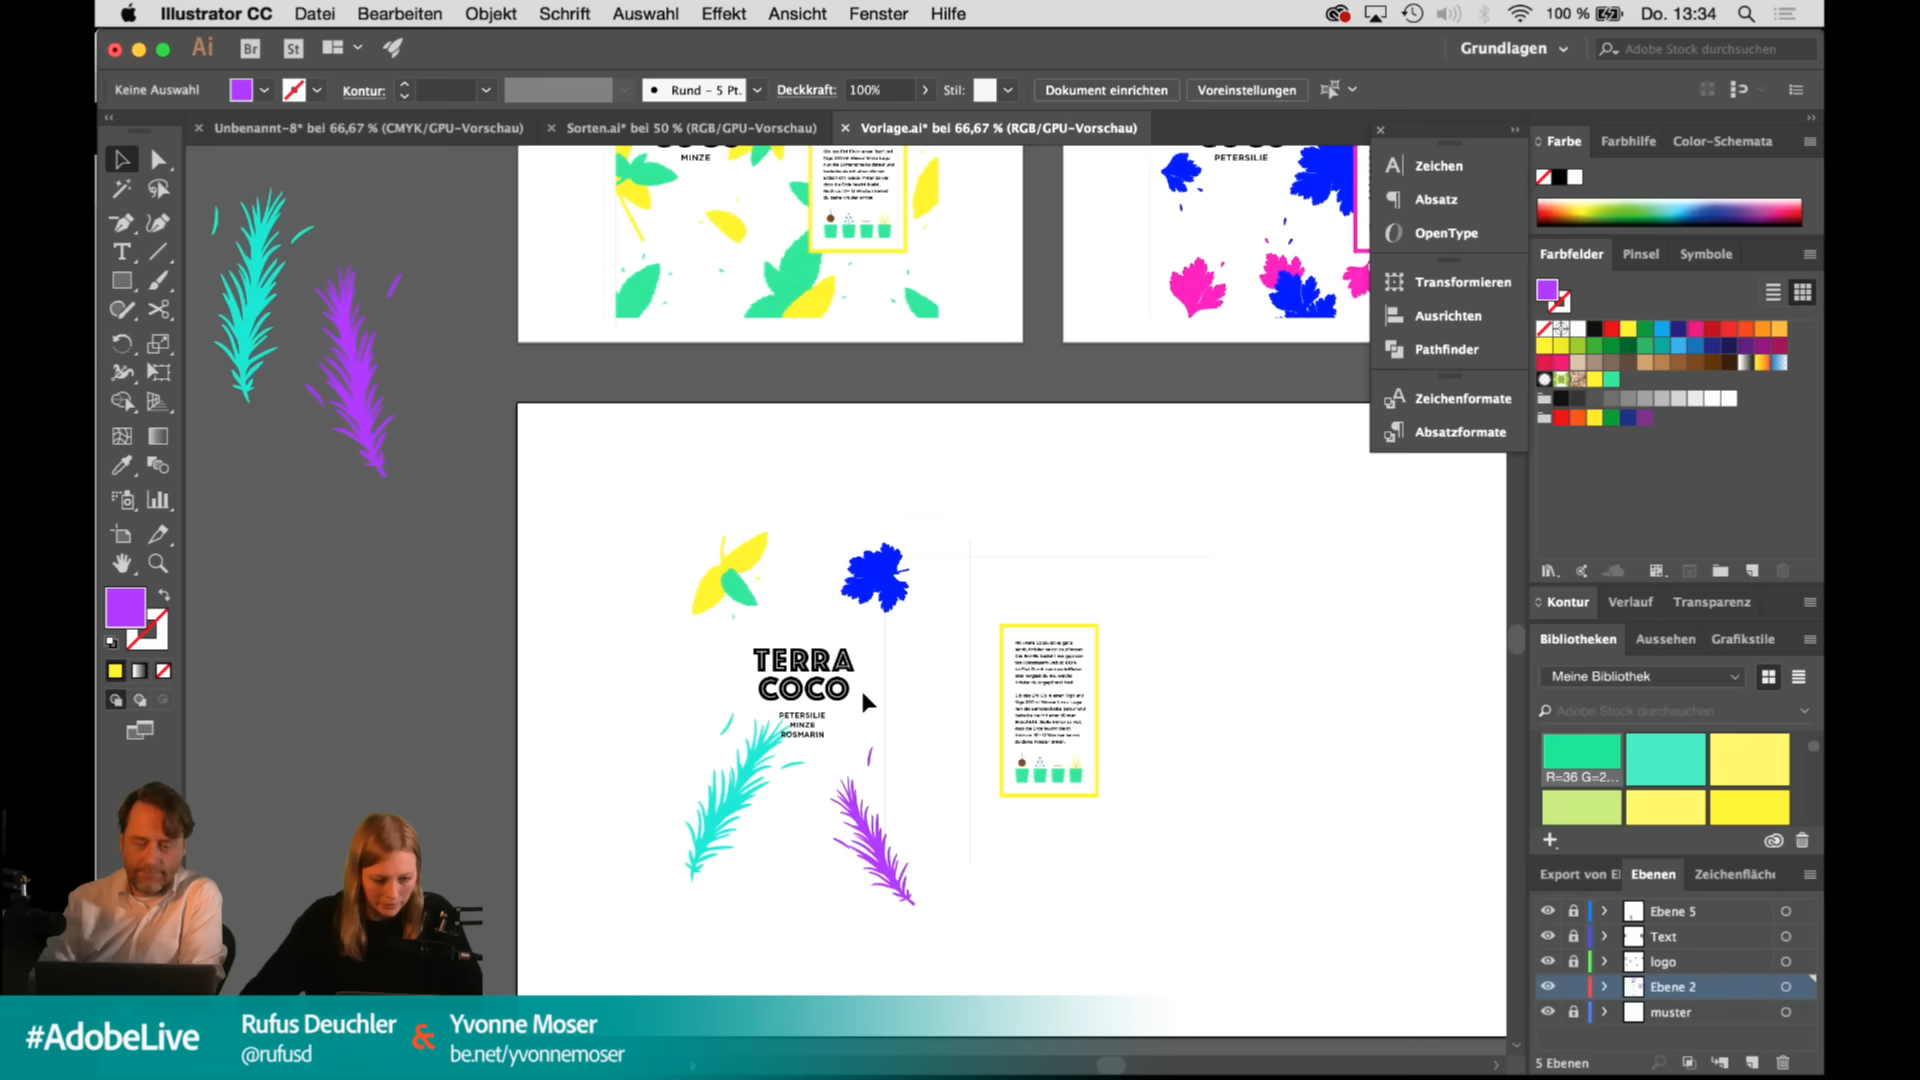 Illustrator CC Datei Bearbeiten Objekt Schrift Auswahl Effekt Ansicht Fenster Hilfe
100 % Do. 13:34
Ai Br St Grundlagen Adobe Stock durchsuchen
Keine Auswahl Kontur: Rund - 5 Pt. Deckkraft: 100% Stil: Dokument einrichten Voreinstellungen
Unbenannt-8* bei 66,67 % (CMYK/GPU-Vorschau) Sorten.ai* bei 50 % (RGB/GPU-Vorschau) Vorlage.ai* bei 66,67 % (RGB/GPU-Vorschau)
MINZE
PETERSILIE
Zeichen
Absatz
OpenType
Transformieren
Ausrichten
Pathfinder
Zeichenformate
Absatzformate
Farbe Farbhilfe Color-Schemata
Farbfelder Pinsel Symbole
Kontur Verlauf Transparenz
Bibliotheken Aussehen Grafikstile
Meine Bibliothek
Adobe Stock durchsuchen
R=36 G=2...
Export von El Ebenen Zeichenfläche
Ebene 5
Text
logo
Ebene 2
muster
5 Ebenen
TERRA
COCO
PETERSILIE
MINZE
ROSMARIN
#AdobeLive
Rufus Deuchler & Yvonne Moser
@rufusd be.net/yvonnemoser